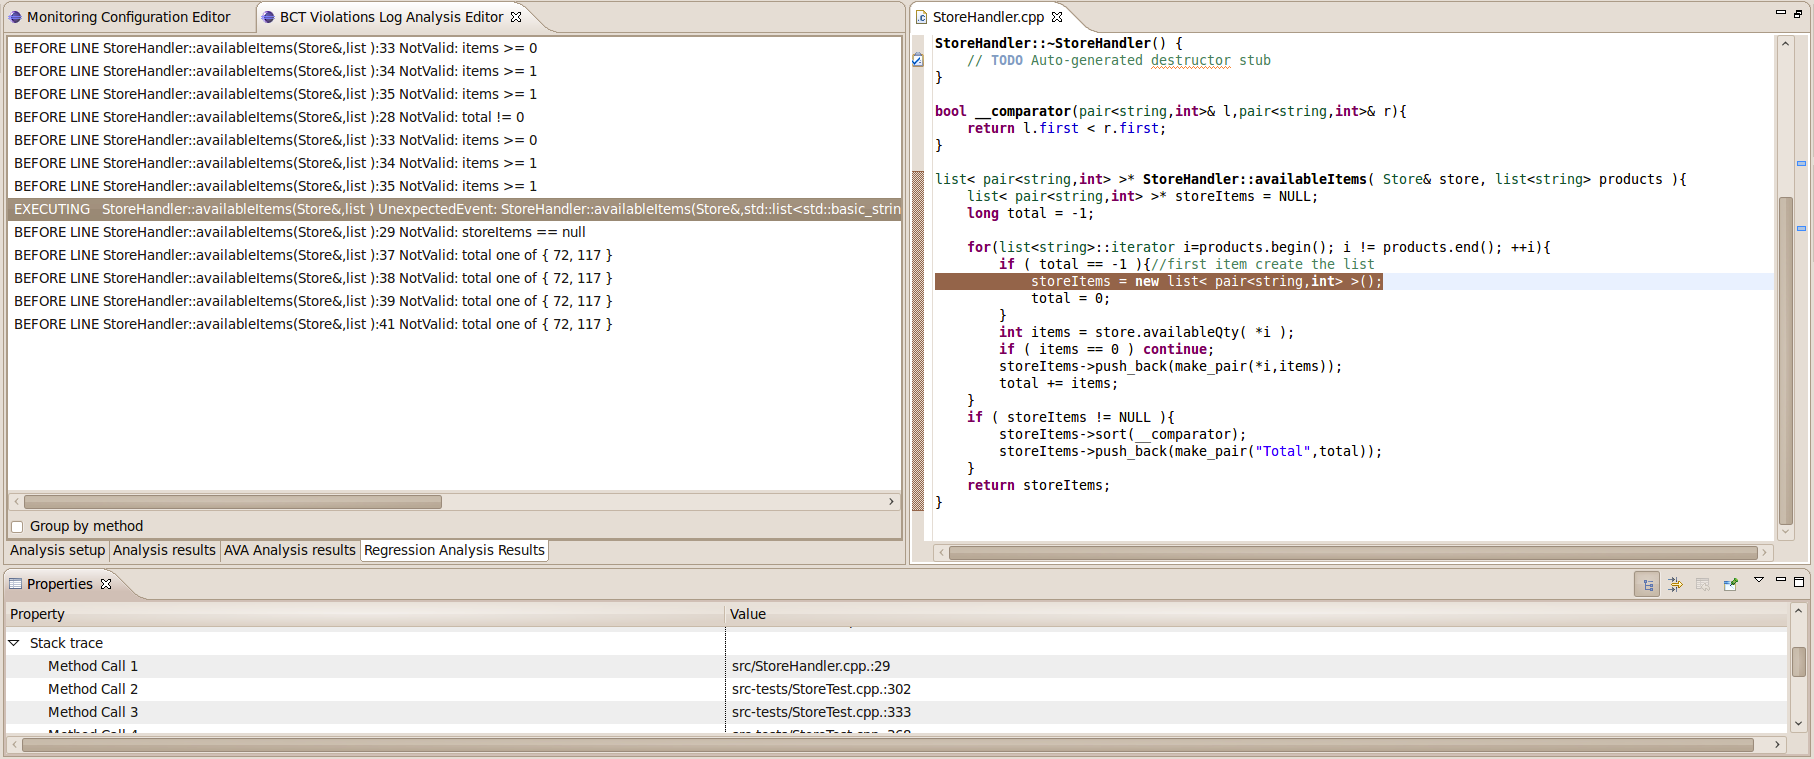 Monitoring Configuration Editor
BCT Violations Log Analysis Editor
BEFORE LINE StoreHandler::availableItems(Store&,list ):33 NotValid: items >= 0
BEFORE LINE StoreHandler::availableItems(Store&,list ):34 NotValid: items >= 1
BEFORE LINE StoreHandler::availableItems(Store&,list ):35 NotValid: items >= 1
BEFORE LINE StoreHandler::availableItems(Store&,list ):28 NotValid: total != 0
BEFORE LINE StoreHandler::availableItems(Store&,list ):33 NotValid: items >= 0
BEFORE LINE StoreHandler::availableItems(Store&,list ):34 NotValid: items >= 1
BEFORE LINE StoreHandler::availableItems(Store&,list ):35 NotValid: items >= 1
EXECUTING StoreHandler::availableItems(Store&,list ) UnexpectedEvent: StoreHandler::availableItems(Store&,std::list<std::basic_strin
BEFORE LINE StoreHandler::availableItems(Store&,list ):29 NotValid: storeItems == null
BEFORE LINE StoreHandler::availableItems(Store&,list ):37 NotValid: total one of { 72, 117 }
BEFORE LINE StoreHandler::availableItems(Store&,list ):38 NotValid: total one of { 72, 117 }
BEFORE LINE StoreHandler::availableItems(Store&,list ):39 NotValid: total one of { 72, 117 }
BEFORE LINE StoreHandler::availableItems(Store&,list ):41 NotValid: total one of { 72, 117 }
Group by method
Analysis setup
Analysis results
AVA Analysis results
Regression Analysis Results
StoreHandler.cpp
StoreHandler::~StoreHandler() {
    // TODO Auto-generated destructor stub
}
bool __comparator(pair<string,int>& l,pair<string,int>& r){
    return l.first < r.first;
}
list< pair<string,int> >* StoreHandler::availableItems( Store& store, list<string> products ){
    list< pair<string,int> >* storeItems = NULL;
    long total = -1;
    for(list<string>::iterator i=products.begin(); i != products.end(); ++i){
        if ( total == -1 ){//first item create the list
            storeItems = new list< pair<string,int> >();
            total = 0;
        }
        int items = store.availableQty( *i );
        if ( items == 0 ) continue;
        storeItems->push_back(make_pair(*i,items));
        total += items;
    }
    if ( storeItems != NULL ){
        storeItems->sort(__comparator);
        storeItems->push_back(make_pair("Total",total));
    }
    return storeItems;
}
Properties
Property
Value
Stack trace
Method Call 1
src/StoreHandler.cpp.:29
Method Call 2
src-tests/StoreTest.cpp.:302
Method Call 3
src-tests/StoreTest.cpp.:333